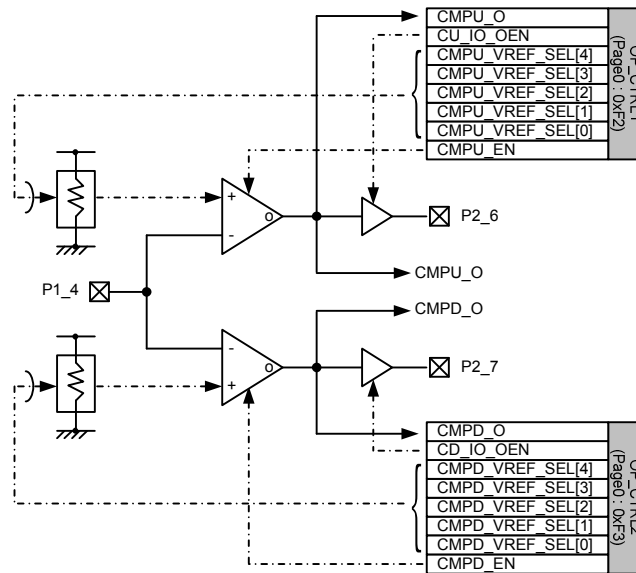 CMPU_O
CU_IO_OEN
CMPU_VREF_SEL[4]
CMPU_VREF_SEL[3]
CMPU_VREF_SEL[2]
CMPU_VREF_SEL[1]
CMPU_VREF_SEL[0]
CMPU_EN
(Page0 : 0xF2)
+
-
O
P2_6
CMPU_O
P1_4
CMPD_O
-
+
O
P2_7
CMPD_O
CD_IO_OEN
CMPD_VREF_SEL[4]
CMPD_VREF_SEL[3]
CMPD_VREF_SEL[2]
CMPD_VREF_SEL[1]
CMPD_VREF_SEL[0]
CMPD_EN
(Page0 : 0xF3)